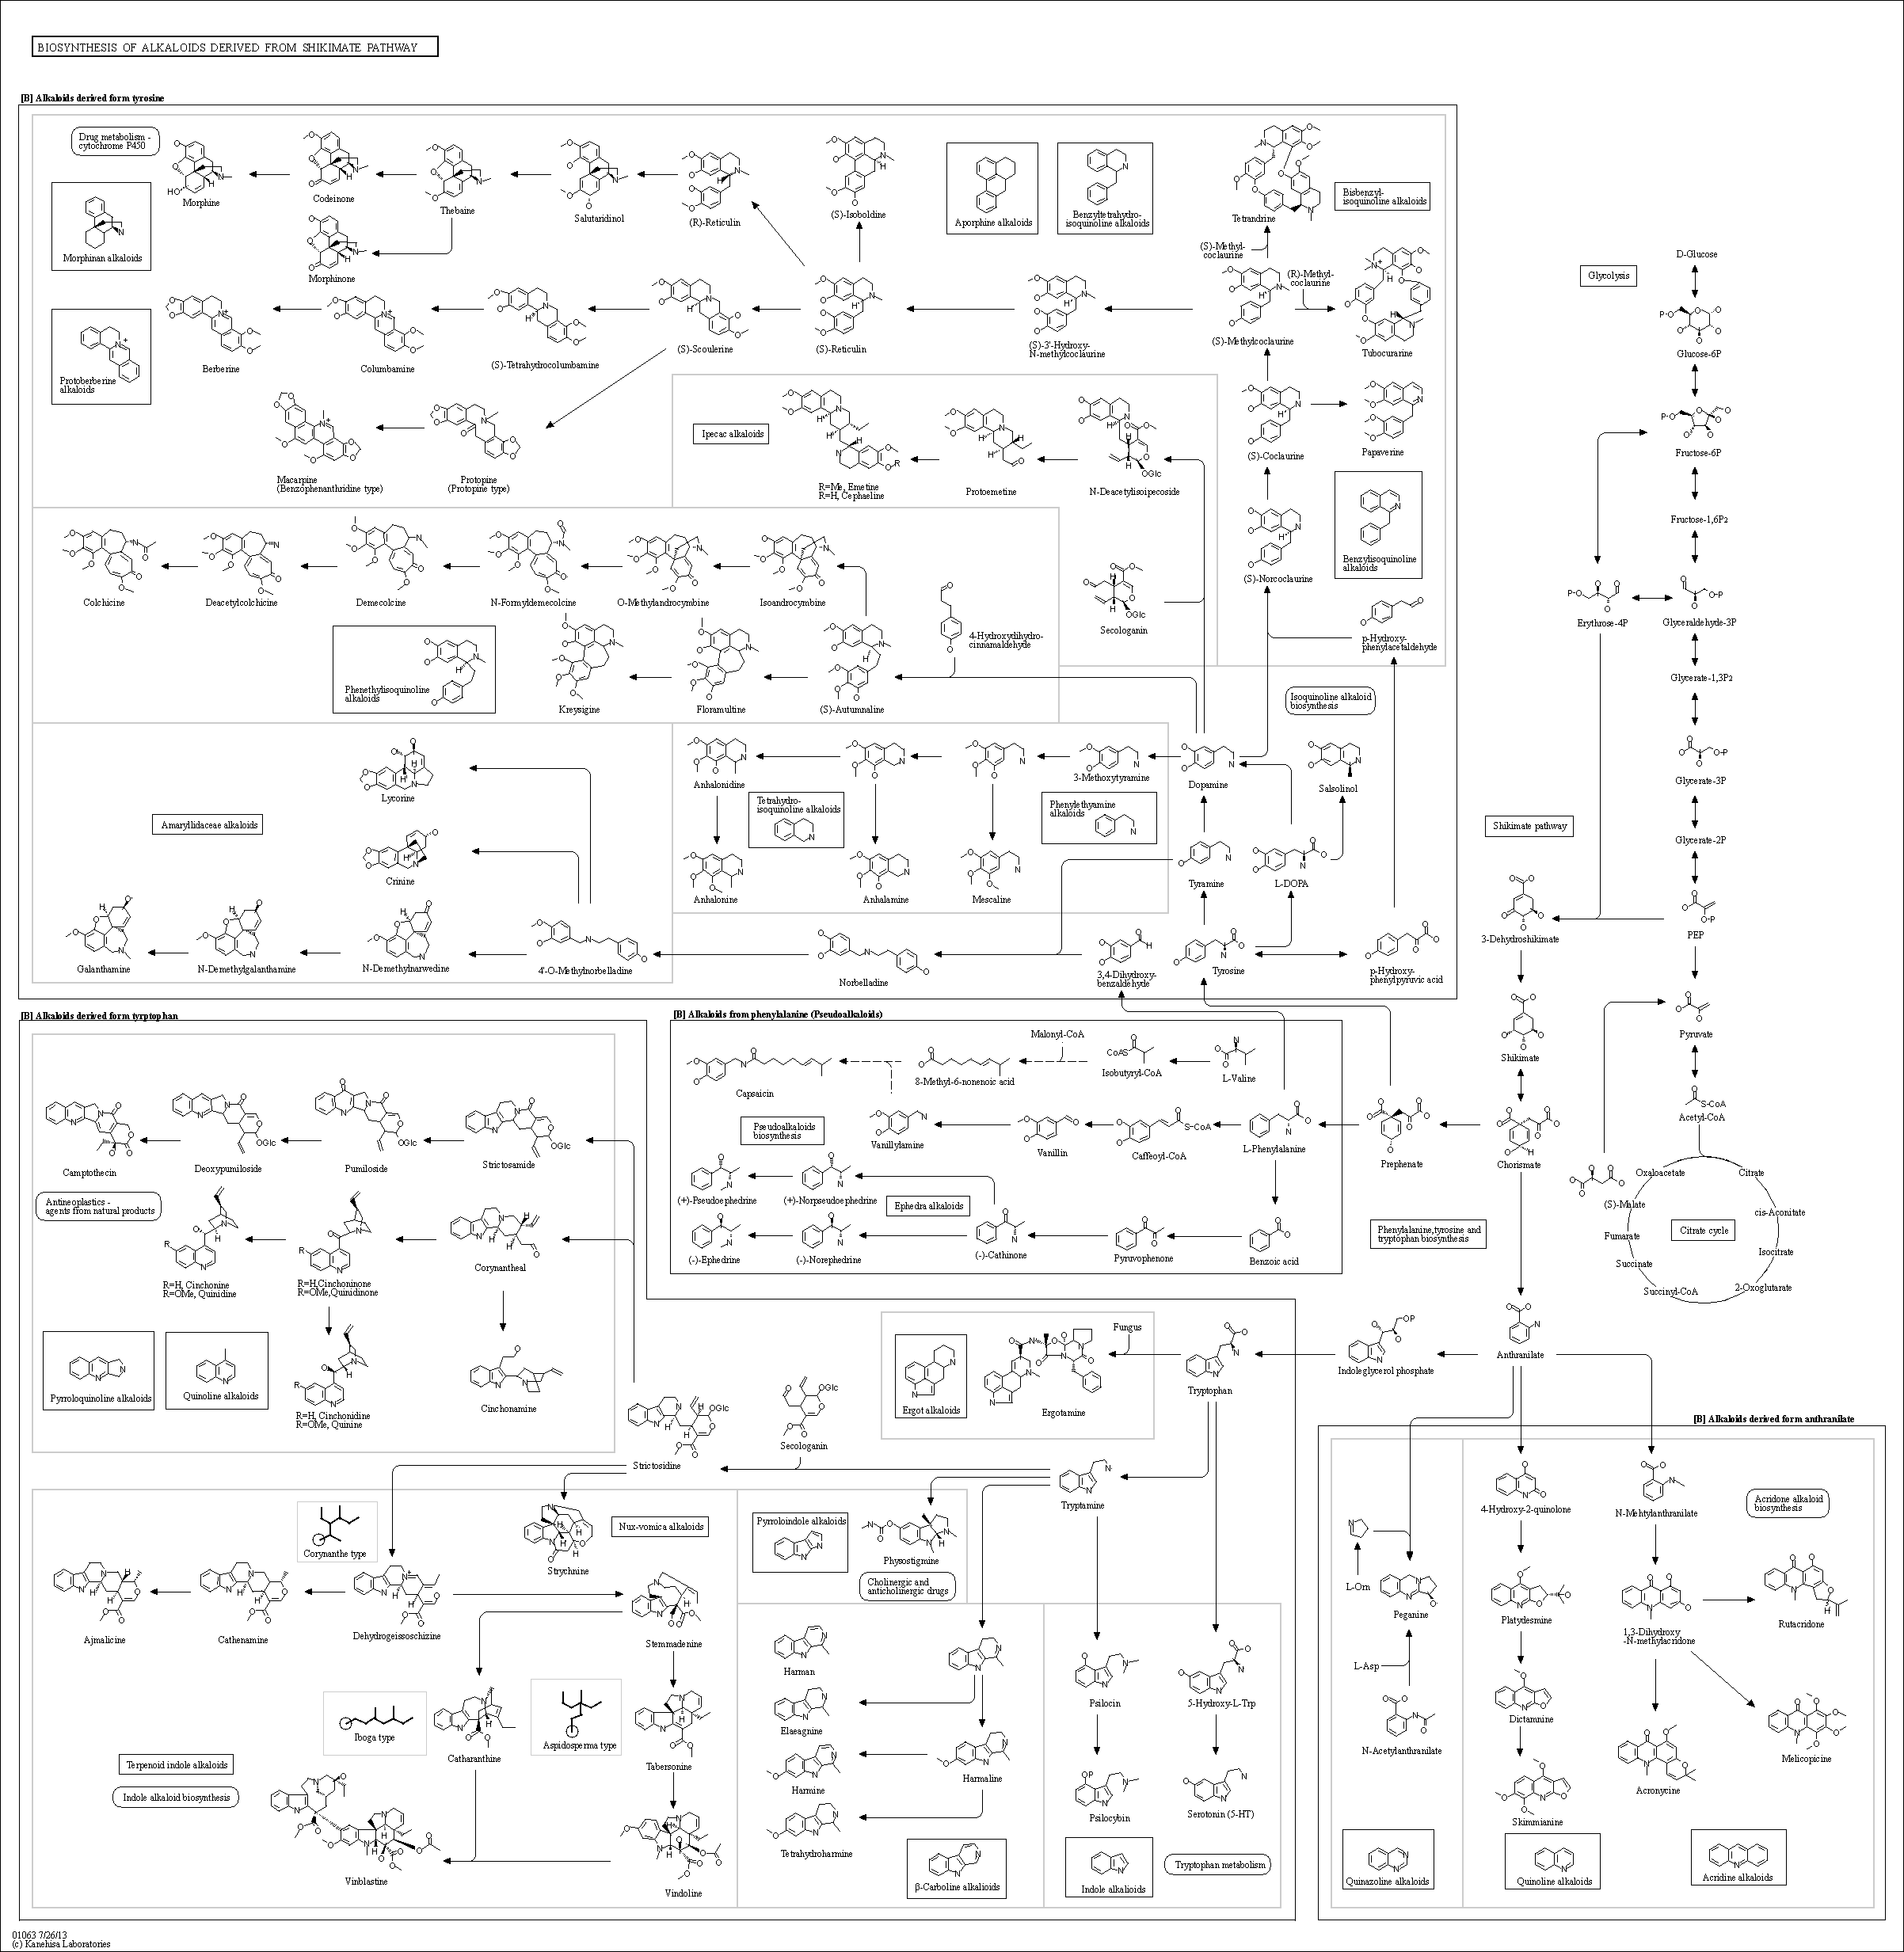 BIOSYNTHESIS OF ALKALOIDS DERIVED FROM SHIKIMATE PATHWAY
[B] Alkaloids derived form tyrosine
Drug metabolism -
cytochrome P450
Morphine
Codeinone
Thebaine
Salutaridinol
(R)-Reticulin
(S)-Isoboldine
Aporphine alkaloids
Benzyltetrahydro-
isoquinoline alkaloids
Tetrandrine
Bisbenzyl-
isoquinoline alkaloids
Morphinan alkaloids
Morphinone
(S)-Methyl-
coclaurine
(R)-Methyl-
coclaurine
Protoberberine
alkaloids
Berberine
Columbamine
(S)-Tetrahydrocolumbamine
(S)-Scoulerine
(S)-Reticulin
(S)-3'-Hydroxy-
N-methylcoclaurine
(S)-Methylcoclaurine
Tubocurarine
Macarpine
(Benzophenanthridine type)
Protopine
(Protopine type)
Ipecac alkaloids
R=Me, Emetine
R=H, Cephaeline
Protoemetine
N-Deacetylisoipecoside
(S)-Coclaurine
Papaverine
Benzylisoquinoline
alkaloids
(S)-Norcoclaurine
Colchicine
Deacetylcolchicine
Demecolcine
N-Formyldemecolcine
O-Methylandrocymbine
Isoandrocymbine
Secologanin
4-Hydroxydihydro-
cinnamaldehyde
p-Hydroxy-
phenylacetaldehyde
Phenethylisoquinoline
alkaloids
Kreysigine
Floramultine
(S)-Autumnaline
Isoquinoline alkaloid
biosynthesis
Lycorine
Anhalonidine
3-Methoxytyramine
Dopamine
Salsolinol
Tetrahydro-
isoquinoline alkaloids
Phenylethyamine
alkaloids
Amaryllidaceae alkaloids
Crinine
Anhalonine
Anhalamine
Mescaline
Tyramine
L-DOPA
Galanthamine
N-Demethylgalanthamine
N-Demethylnarwedine
4'-O-Methylnorbelladine
Norbelladine
3,4-Dihydroxy-
benzaldehyde
Tyrosine
p-Hydroxy-
phenylpyruvic acid
Glycolysis
D-Glucose
Glucose-6P
Fructose-6P
Fructose-1,6P2
Erythrose-4P
Glyceraldehyde-3P
Glycerate-1,3P2
Glycerate-3P
Shikimate pathway
Glycerate-2P
3-Dehydroshikimate
PEP
Shikimate
Pyruvate
Acetyl-CoA
Chorismate
Prephenate
Oxaloacetate
Citrate
(S)-Malate
cis-Aconitate
Citrate cycle
Fumarate
Isocitrate
Succinate
Succinyl-CoA
2-Oxoglutarate
Phenylalanine,tyrosine and
tryptophan biosynthesis
[B] Alkaloids from phenylalanine (Pseudoalkaloids)
Malonyl-CoA
Capsaicin
8-Methyl-6-nonenoic acid
Isobutyryl-CoA
L-Valine
Pseudoalkaloids
biosynthesis
Vanillylamine
Vanillin
Caffeoyl-CoA
L-Phenylalanine
(+)-Pseudoephedrine
(+)-Norpseudoephedrine
Ephedra alkaloids
(-)-Ephedrine
(-)-Norephedrine
(-)-Cathinone
Pyruvophenone
Benzoic acid
[B] Alkaloids derived form tyrptophan
Camptothecin
Deoxypumiloside
Pumiloside
Strictosamide
Antineoplastics -
agents from natural products
R=H, Cinchonine
R=OMe, Quinidine
R=H,Cinchoninone
R=OMe,Quinidinone
Corynantheal
Pyrroloquinoline alkaloids
Quinoline alkaloids
R=H, Cinchonidine
R=OMe, Quinine
Cinchonamine
Ergot alkaloids
Ergotamine
Fungus
Tryptophan
Indoleglycerol phosphate
Anthranilate
Strictosidine
Secologanin
Tryptamine
Corynanthe type
Strychnine
Nux-vomica alkaloids
Pyrroloindole alkaloids
Physostigmine
Cholinergic and
anticholinergic drugs
Ajmalicine
Cathenamine
Dehydrogeissoschizine
Stemmadenine
Harman
Elaeagnine
Psilocin
5-Hydroxy-L-Trp
Iboga type
Catharanthine
Aspidosperma type
Tabersonine
Harmine
Harmaline
Psilocybin
Serotonin (5-HT)
Terpenoid indole alkaloids
Indole alkaloid biosynthesis
Vinblastine
Vindoline
Tetrahydroharmine
β-Carboline alkalioids
Indole alkalioids
Tryptophan metabolism
[B] Alkaloids derived form anthranilate
4-Hydroxy-2-quinolone
N-Mehtylanthranilate
Acridone alkaloid
biosynthesis
L-Orn
Peganine
Platydesmine
1,3-Dihydroxy
-N-methylacridone
Rutacridone
L-Asp
N-Acetylanthranilate
Dictamnine
Acronycine
Melicopicine
Skimmianine
Quinazoline alkaloids
Quinoline alkaloids
Acridine alkaloids
01063 7/26/13
(c) Kanehisa Laboratories